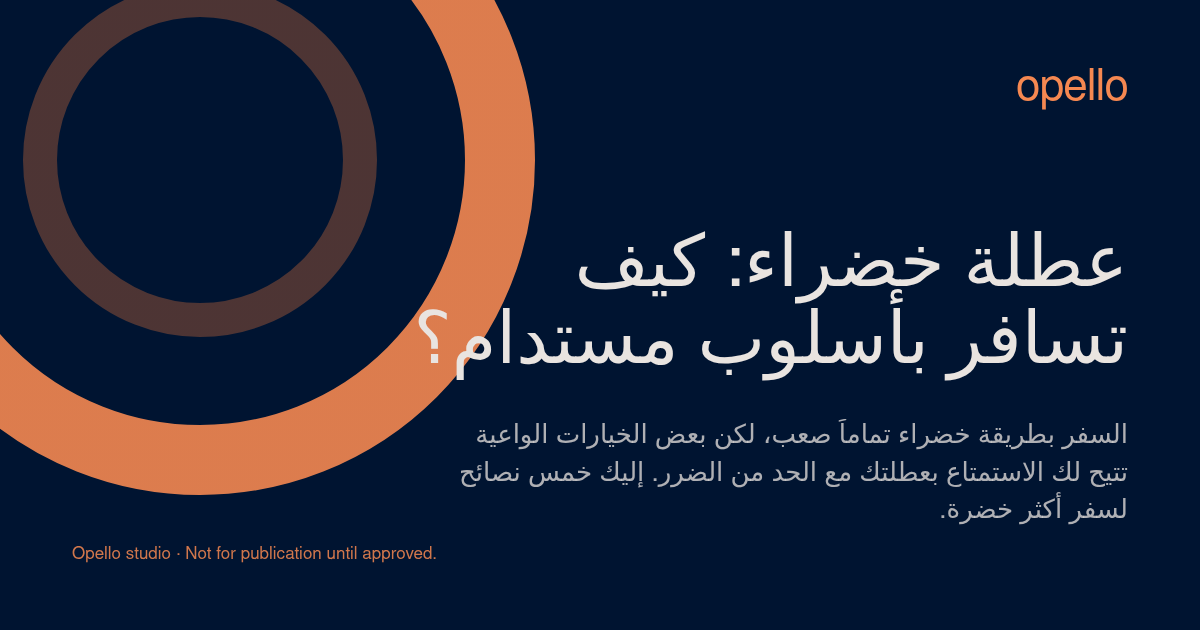 opello
عطلة خضراء: كيف
تسافر بأسلوب مستدام؟
السفر بطريقة خضراء تماماَ صعب، لكن بعض الخيارات الواعية
تتيح لك الاستمتاع بعطلتك مع الحد من الضرر. إليك خمس نصائح
لسفر أكثر خضرة.
Opello studio · Not for publication until approved.